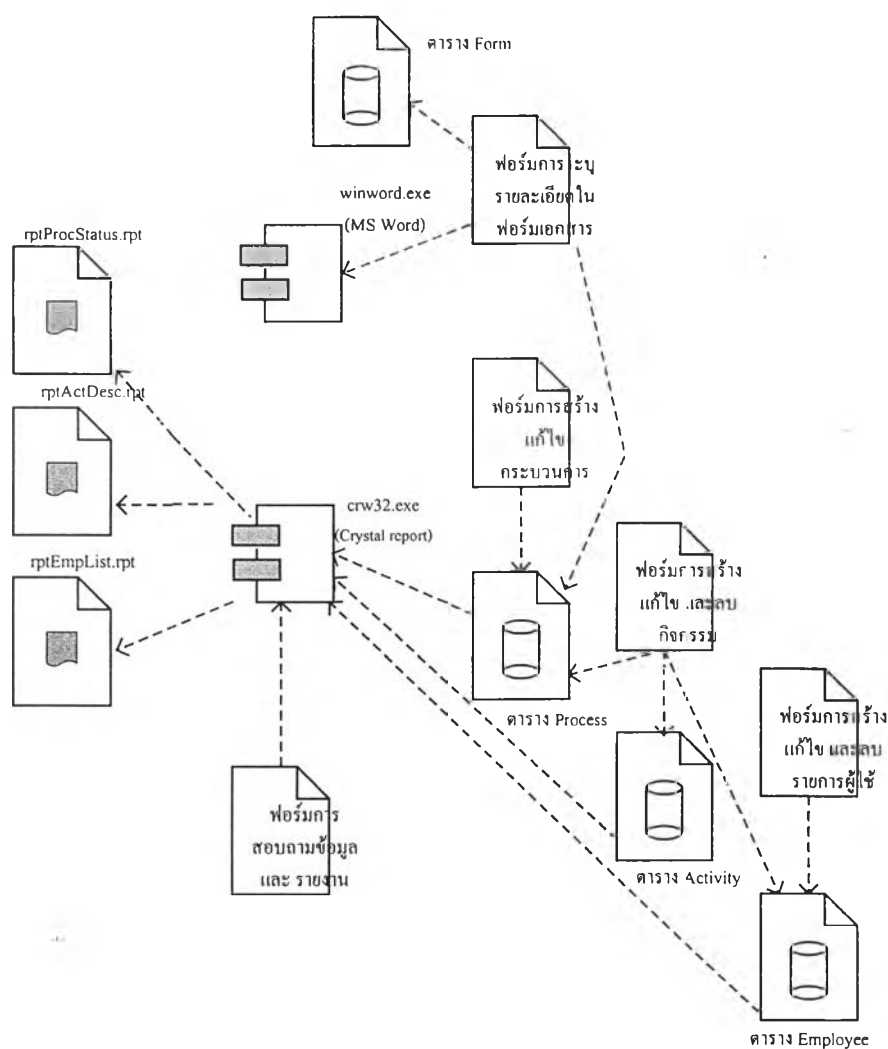 ตาราง Form
ฟอร์มการระบุ
รายละเอียดใน
ฟอร์มเอกสาร
winword.exe
(MS Word)
rptProcStatus.rpt
rptActDesc.rpt
ฟอร์มการสร้าง
แก้ไข
กระบวนการ
crw32.exe
(Crystal report)
rptEmpList.rpt
ฟอร์มการสร้าง
แก้ไข และลบ
กิจกรรม
ตาราง Process
ฟอร์มการสร้าง
แก้ไข และลบ
รายการผู้ใช้
ฟอร์มการ
สอบถามข้อมูล
และ รายงาน
ตาราง Activity
ตาราง Employee